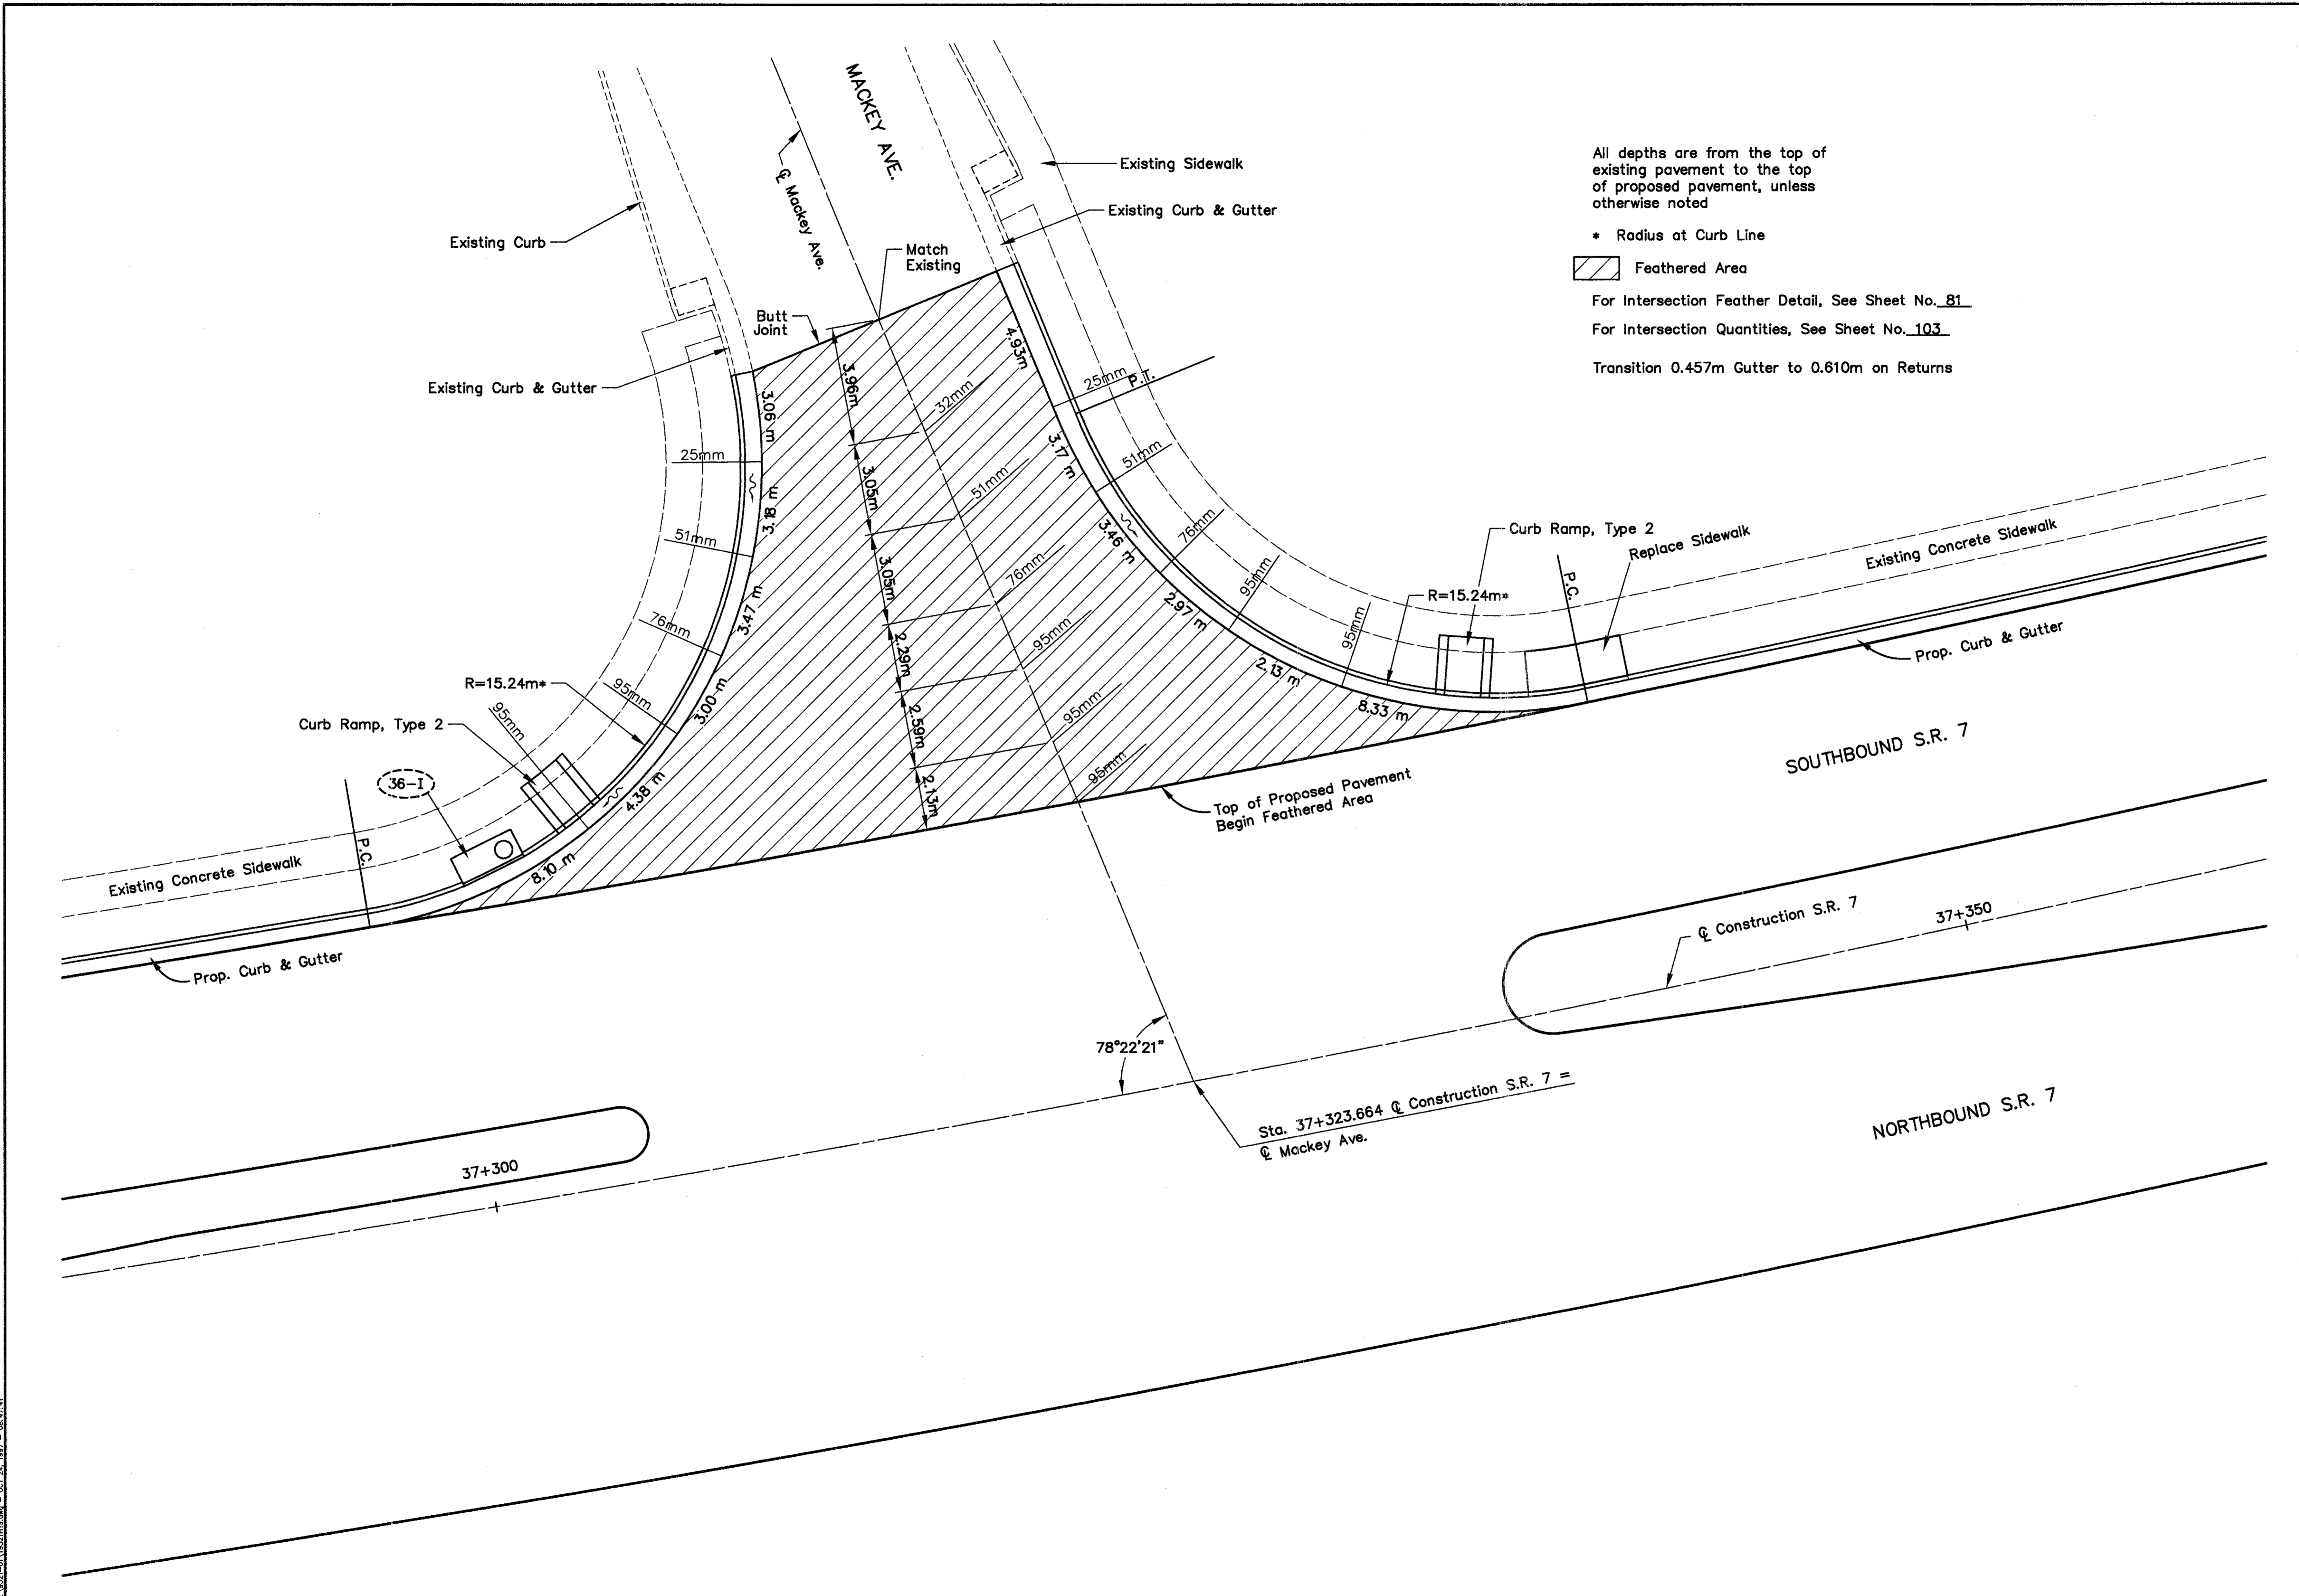 MACKEY AVE.
℄ Mackey Ave.
Existing Sidewalk
Existing Curb & Gutter
Existing Curb
Match
Existing
Butt
Joint
Existing Curb & Gutter
All depths are from the top of
existing pavement to the top
of proposed pavement, unless
otherwise noted
* Radius at Curb Line
Feathered Area
For Intersection Feather Detail, See Sheet No. 81
For Intersection Quantities, See Sheet No. 103
Transition 0.457m Gutter to 0.610m on Returns
4.93m
25mm
P.T.
3.96m
32mm
3.06 m
3.17 m
51mm
25mm
3.05m
51mm
3.18 m
3.46 m
76mm
51mm
3.05m
76mm
95mm
2.97 m
3.47 m
76mm
2.29m
95mm
95mm
2.13 m
R=15.24m*
Curb Ramp, Type 2
Replace Sidewalk
P.C.
Existing Concrete Sidewalk
Prop. Curb & Gutter
8.33 m
R=15.24m*
95mm
3.00 m
95mm
Curb Ramp, Type 2
36-I
2.59m
95mm
2.13m
95mm
4.38 m
8.10 m
P.C.
Existing Concrete Sidewalk
Prop. Curb & Gutter
Top of Proposed Pavement
Begin Feathered Area
SOUTHBOUND S.R. 7
℄ Construction S.R. 7
37+350
78°22'21"
Sta. 37+323.664 ℄ Construction S.R. 7 =
℄ Mackey Ave.
NORTHBOUND S.R. 7
37+300